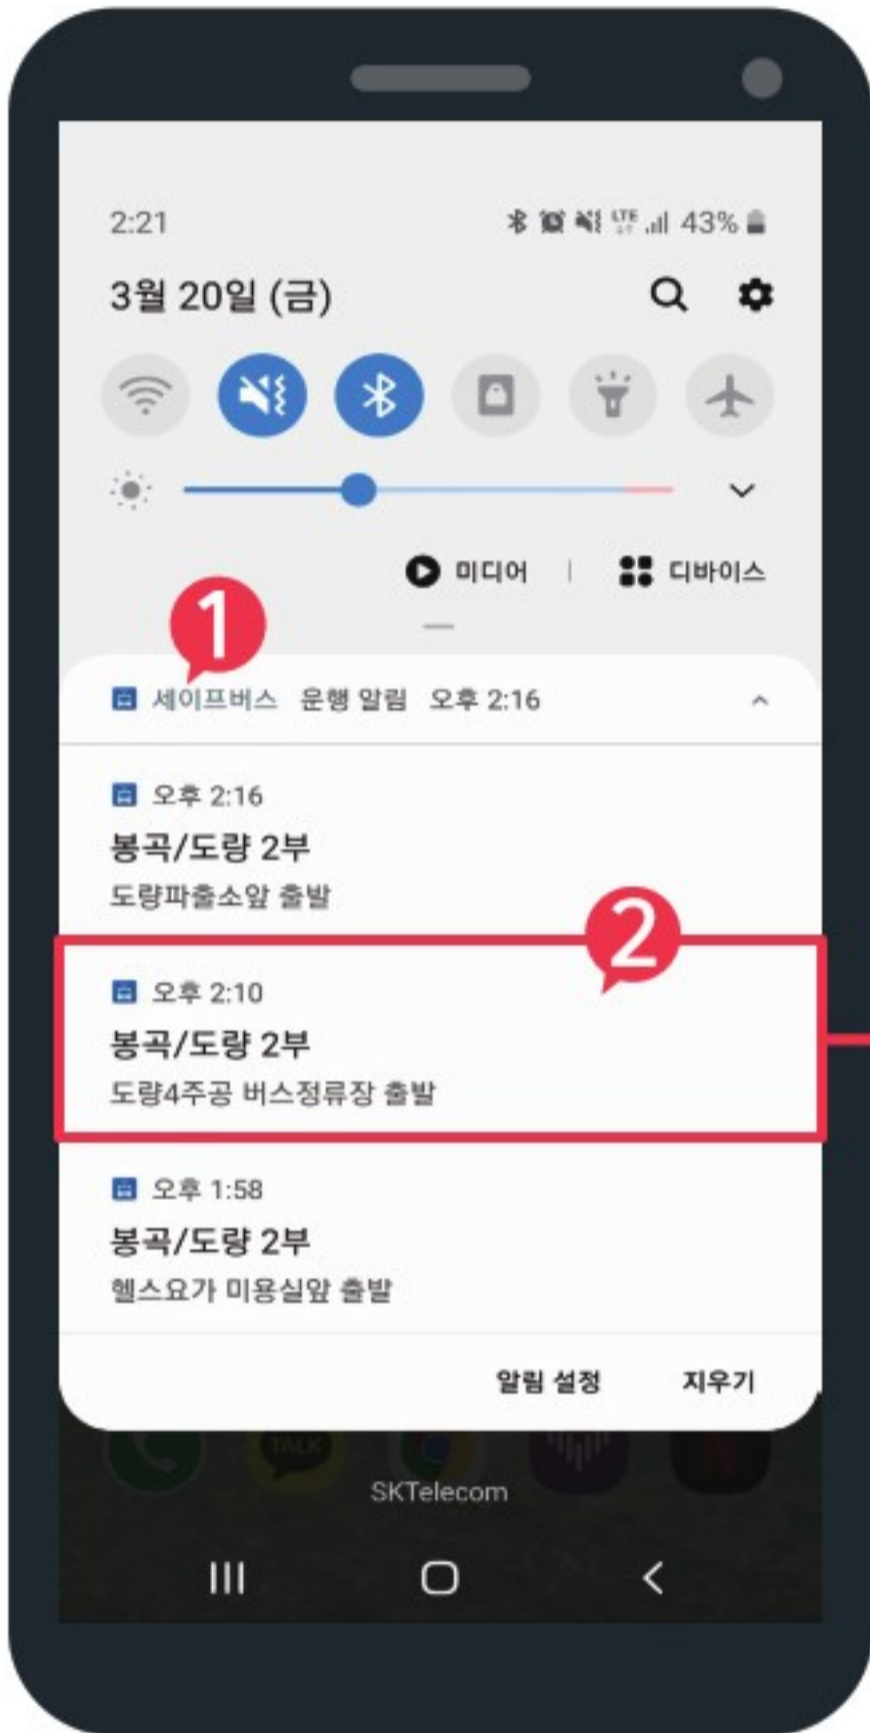 2:21 LTE 43%
3월 20일 (금)
미디어 | 디바이스
1
세이프버스 운행 알림 오후 2:16
오후 2:16
봉곡/도량 2부
도량파출소앞 출발
2
오후 2:10
봉곡/도량 2부
도량4주공 버스정류장 출발
오후 1:58
봉곡/도량 2부
헬스요가 미용실앞 출발
알림 설정 지우기
TALK
SKTelecom